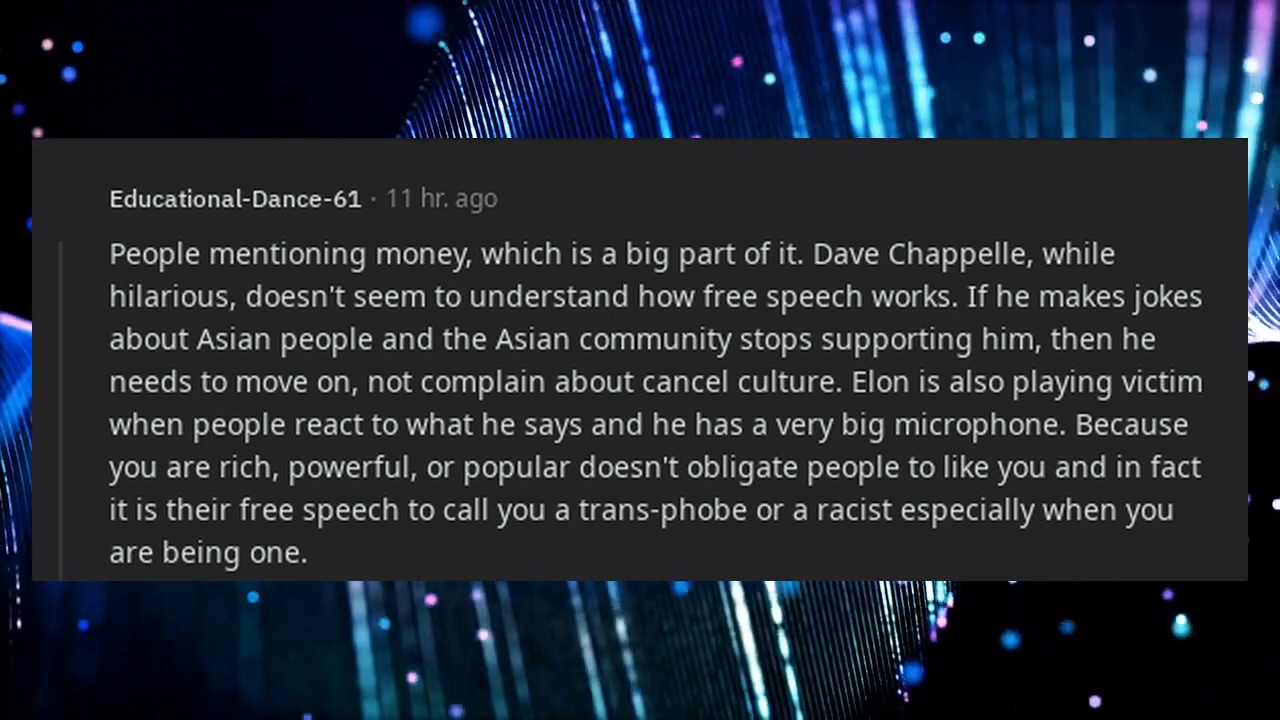 Educational-Dance-61 · 11 hr. ago
People mentioning money, which is a big part of it. Dave Chappelle, while
hilarious, doesn't seem to understand how free speech works. If he makes jokes
about Asian people and the Asian community stops supporting him, then he
needs to move on, not complain about cancel culture. Elon is also playing victim
when people react to what he says and he has a very big microphone. Because
you are rich, powerful, or popular doesn't obligate people to like you and in fact
it is their free speech to call you a trans-phobe or a racist especially when you
are being one.